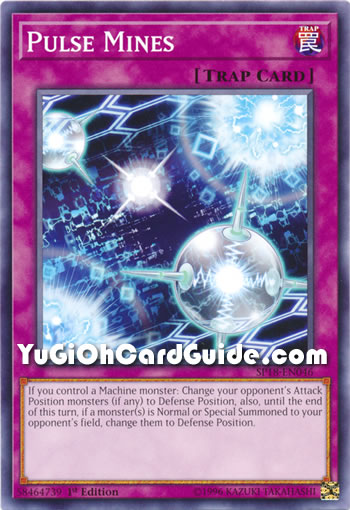 PULSE MINES
TRAP
罠
[TRAP CARD]
YuGiOhCardGuide.com
SP18-EN046
If you control a Machine monster: Change your opponent's Attack
Position monsters (if any) to Defense Position, also, until the end
of this turn, if a monster(s) is Normal or Special Summoned to your
opponent's field, change them to Defense Position.
58464739
1st Edition
©1996 KAZUKI TAKAHASHI